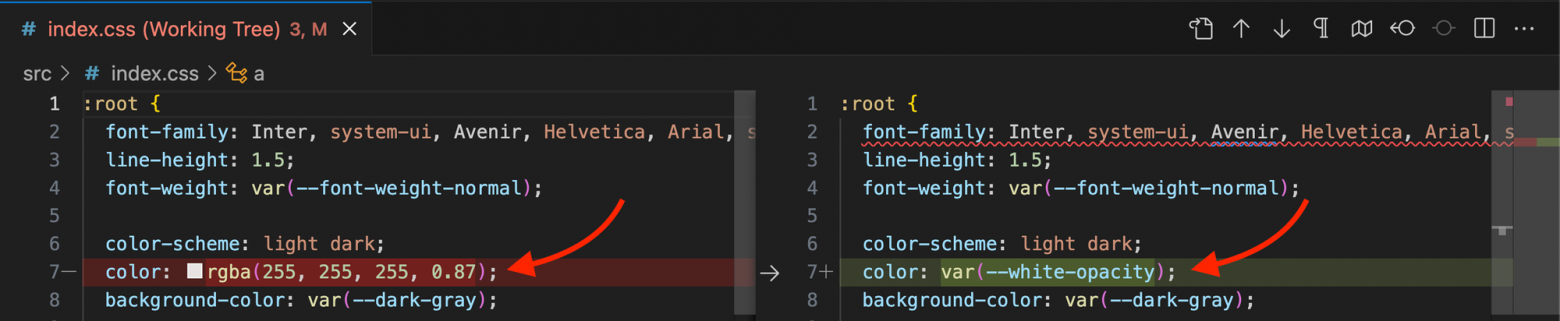 # index.css (Working Tree) 3, M
src > # index.css > a
1 :root {
2 font-family: Inter, system-ui, Avenir, Helvetica, Arial, s
3 line-height: 1.5;
4 font-weight: var(--font-weight-normal);
5
6 color-scheme: light dark;
7— color: rgba(255, 255, 255, 0.87);
8 background-color: var(--dark-gray);
1 :root {
2 font-family: Inter, system-ui, Avenir, Helvetica, Arial, s
3 line-height: 1.5;
4 font-weight: var(--font-weight-normal);
5
6 color-scheme: light dark;
7+ color: var(--white-opacity);
8 background-color: var(--dark-gray);